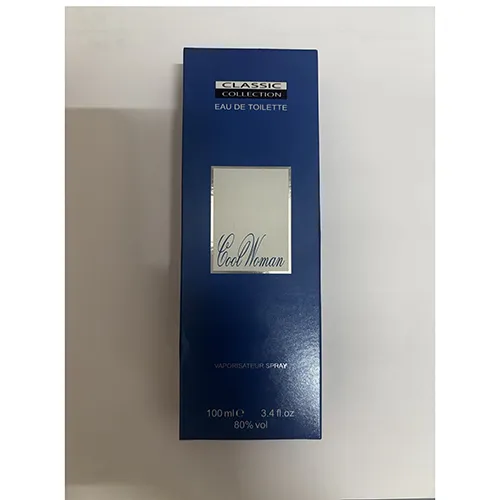 CLASSIC
COLLECTION
EAU DE TOILETTE
Cool Woman
VAPORISATEUR SPRAY
100 ml ℮ 3.4 fl.oz
80% vol